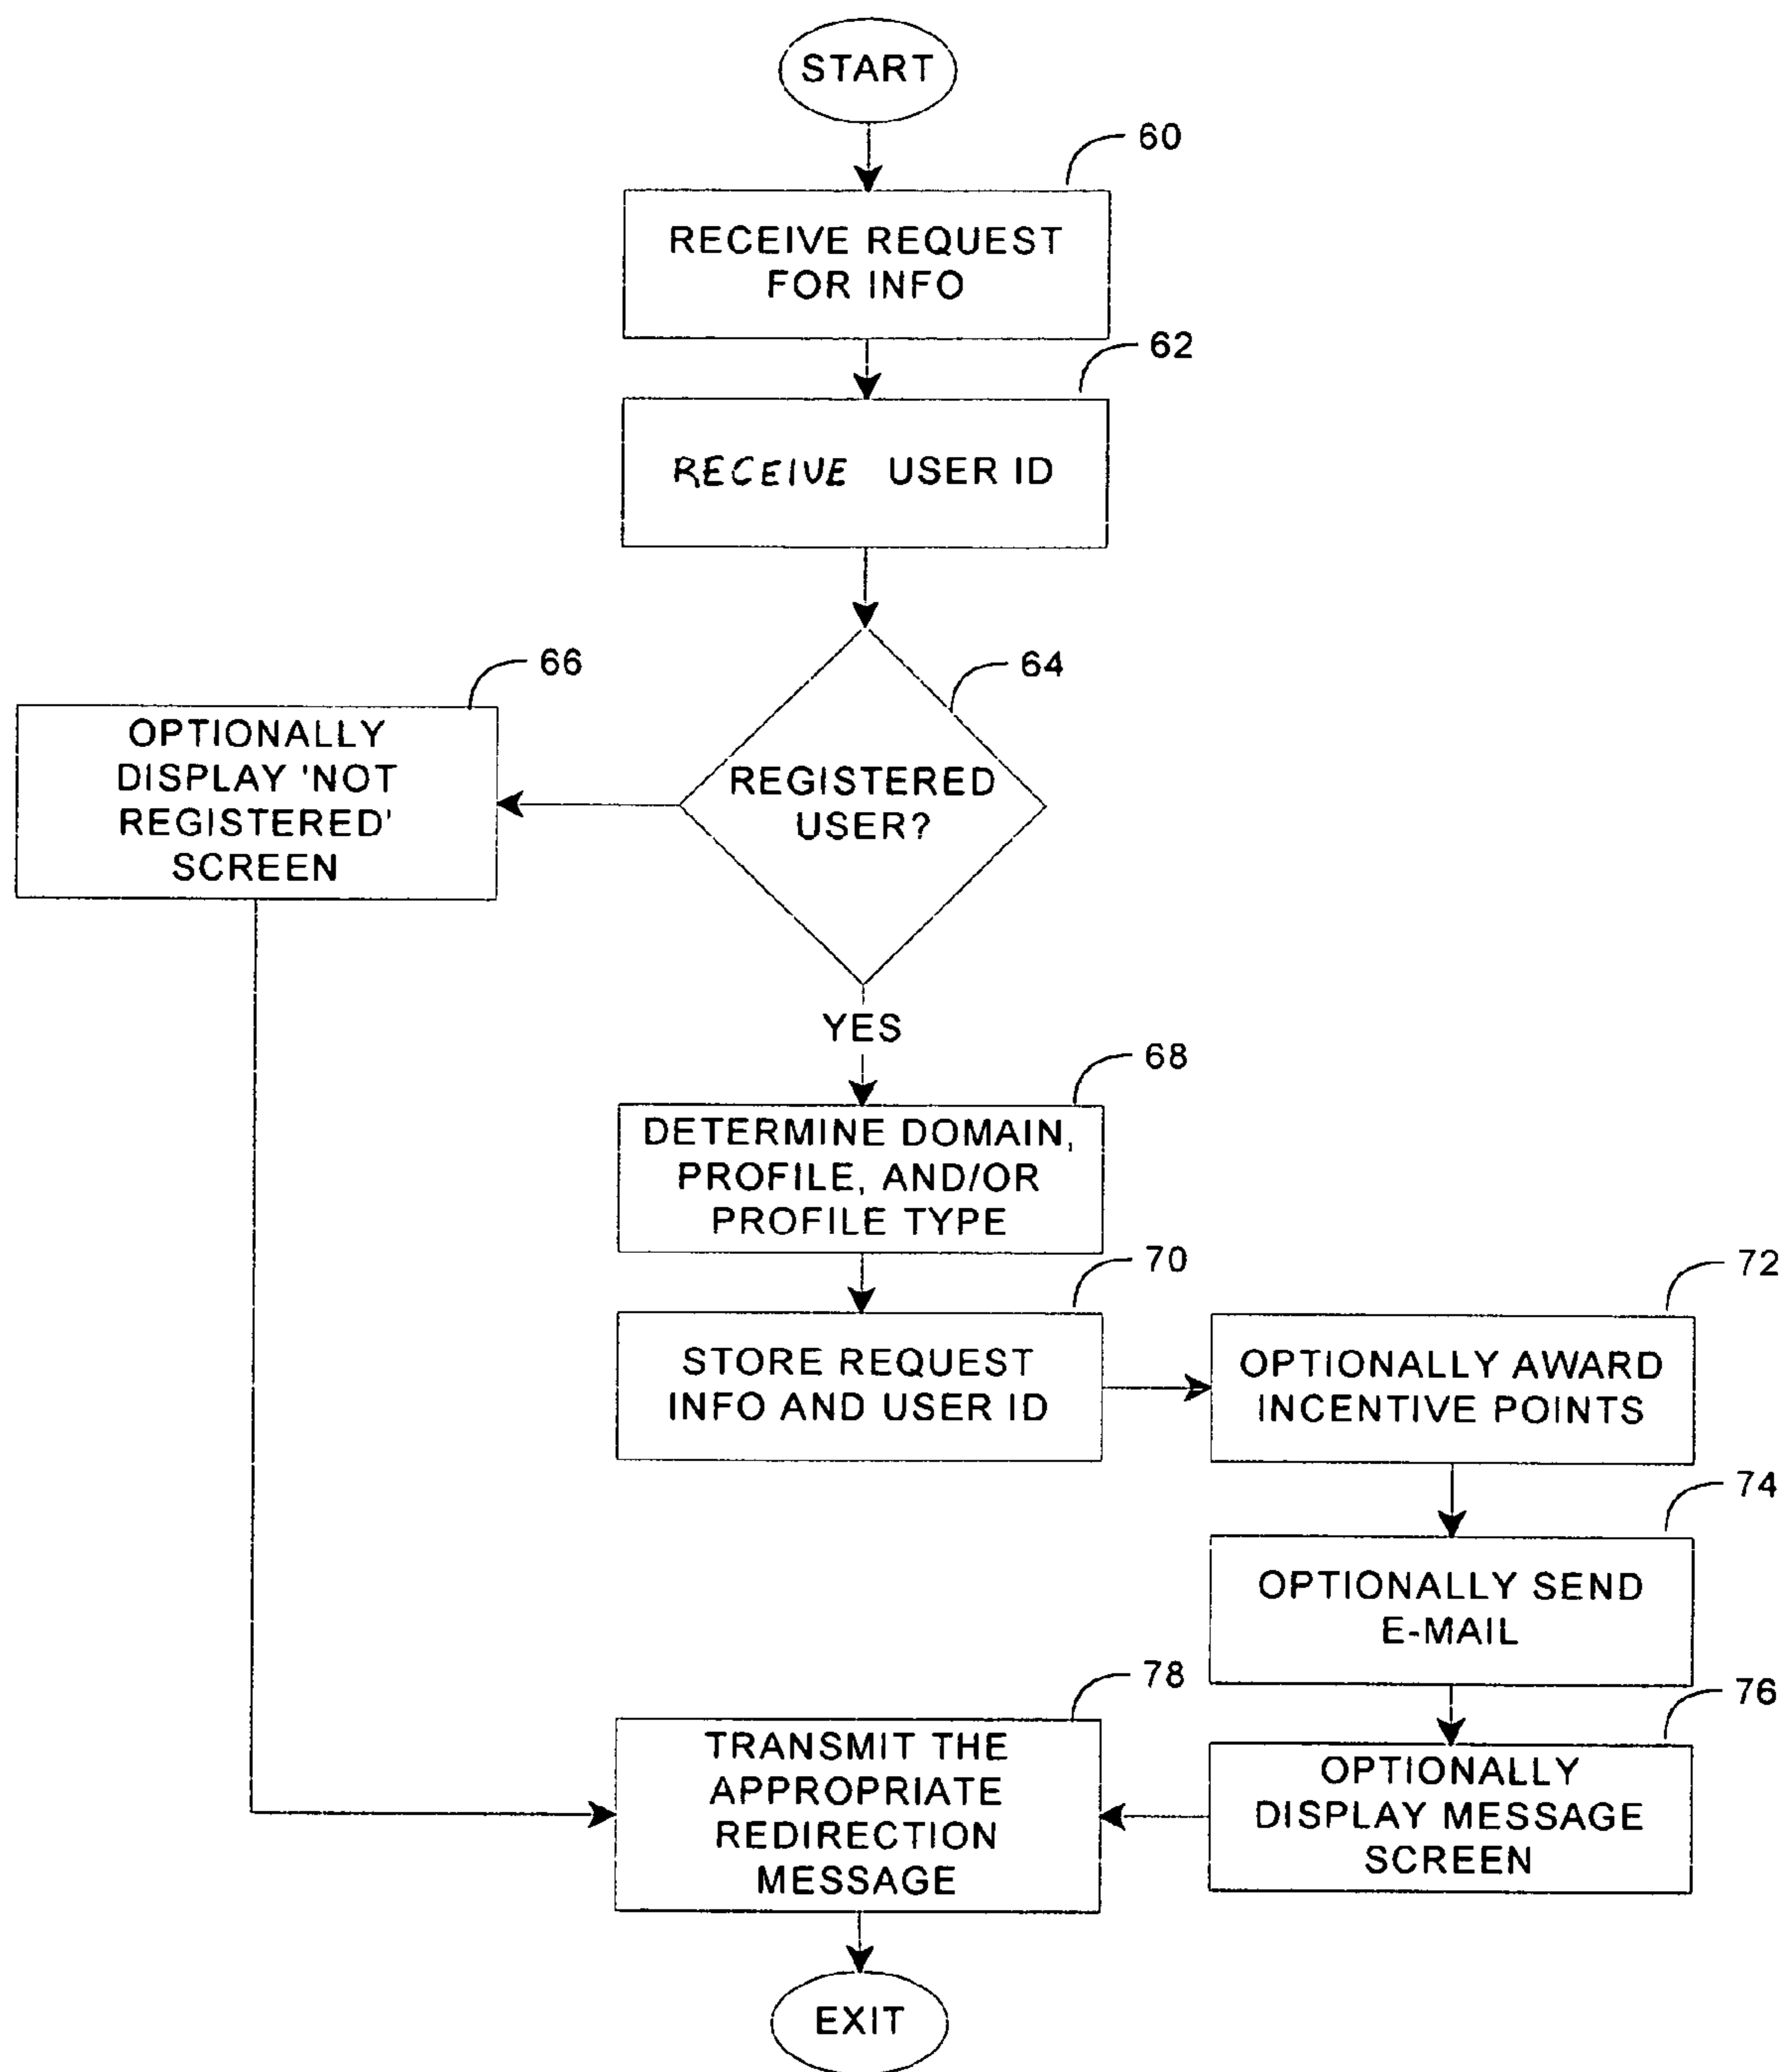 START
60
RECEIVE REQUEST
FOR INFO
62
RECEIVE USER ID
64
REGISTERED
USER?
66
OPTIONALLY
DISPLAY 'NOT
REGISTERED'
SCREEN
YES
68
DETERMINE DOMAIN,
PROFILE, AND/OR
PROFILE TYPE
70
STORE REQUEST
INFO AND USER ID
72
OPTIONALLY AWARD
INCENTIVE POINTS
74
OPTIONALLY SEND
E-MAIL
76
OPTIONALLY
DISPLAY MESSAGE
SCREEN
78
TRANSMIT THE
APPROPRIATE
REDIRECTION
MESSAGE
EXIT